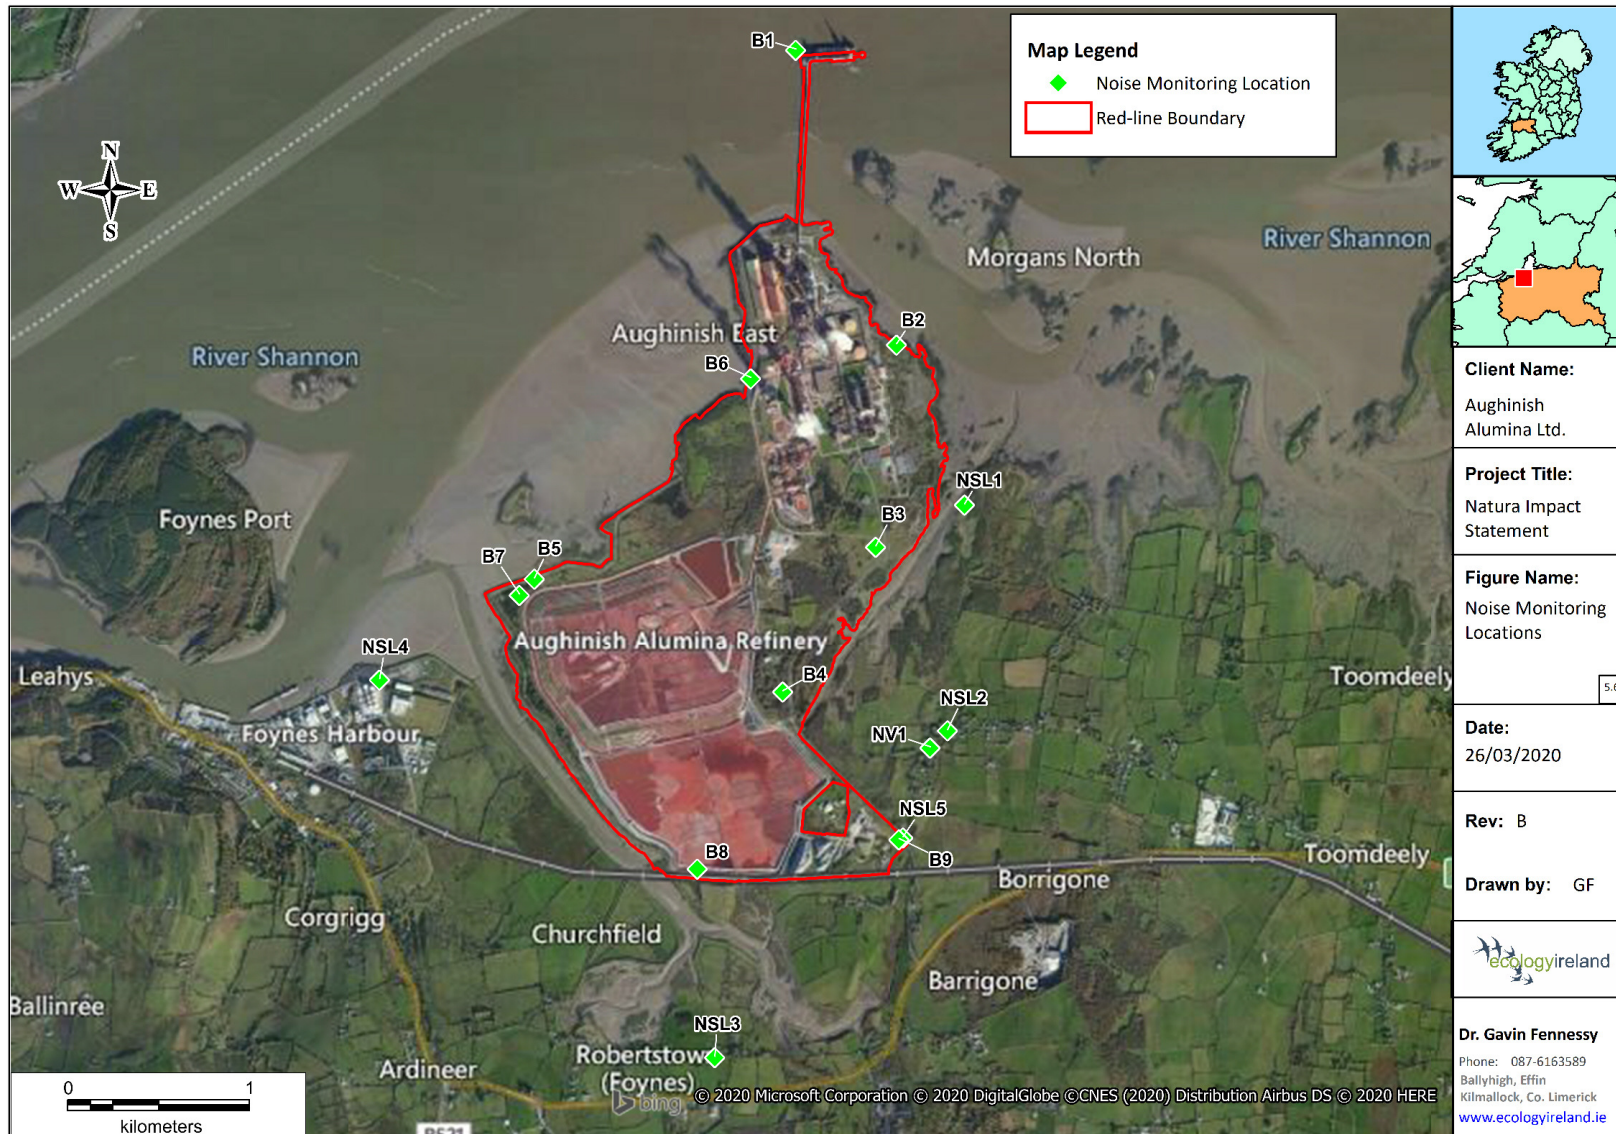 B1
Map Legend
Noise Monitoring Location
Red-line Boundary
N
W E
S
River Shannon
Morgans North
B2
Aughinish East
River Shannon
B6
NSL1
Foynes Port
B3
B7 B5
Aughinish Alumina Refinery
NSL4
Leahys
B4
Toomdeely
NSL2
NV1
Foynes Harbour
NSL5
B8
B9
Toomdeely
Borrigone
Corgrigg
Churchfield
Barrigone
Ballinree
NSL3
Robertstow
(Foynes)
Ardineer
bing
© 2020 Microsoft Corporation © 2020 DigitalGlobe ©CNES (2020) Distribution Airbus DS © 2020 HERE
0 1
kilometers
Client Name:
Aughinish
Alumina Ltd.
Project Title:
Natura Impact
Statement
Figure Name:
Noise Monitoring
Locations
Date:
26/03/2020
Rev: B
Drawn by: GF
ecologyireland
Dr. Gavin Fennessy
Phone: 087-6163589
Ballyhigh, Effin
Kilmallock, Co. Limerick
www.ecologyireland.ie